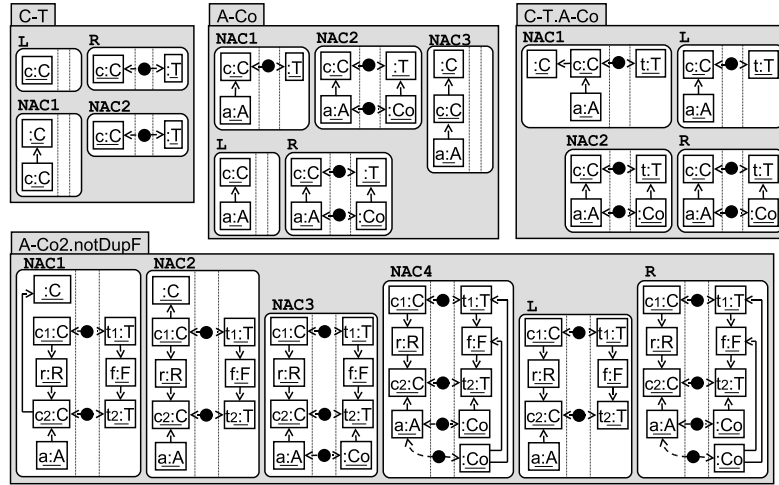 C-T
L
R
c:C
c:C
:T
NAC1
NAC2
:C
c:C
c:C
:T
A-Co
NAC1
NAC2
NAC3
c:C
:T
c:C
:T
:C
a:A
a:A
:Co
c:C
a:A
L
R
c:C
c:C
:T
a:A
a:A
:Co
C-T.A-Co
NAC1
L
:C
c:C
t:T
c:C
t:T
a:A
a:A
NAC2
R
c:C
t:T
c:C
t:T
a:A
:Co
a:A
:Co
A-Co2.notDupF
NAC1
:C
c1:C
t1:T
r:R
f:F
c2:C
t2:T
a:A
NAC2
:C
c1:C
t1:T
r:R
f:F
c2:C
t2:T
a:A
NAC3
c1:C
t1:T
r:R
f:F
c2:C
t2:T
a:A
:Co
NAC4
c1:C
t1:T
r:R
f:F
c2:C
t2:T
a:A
:Co
:Co
L
c1:C
t1:T
r:R
f:F
c2:C
t2:T
a:A
R
c1:C
t1:T
r:R
f:F
c2:C
t2:T
a:A
:Co
:Co